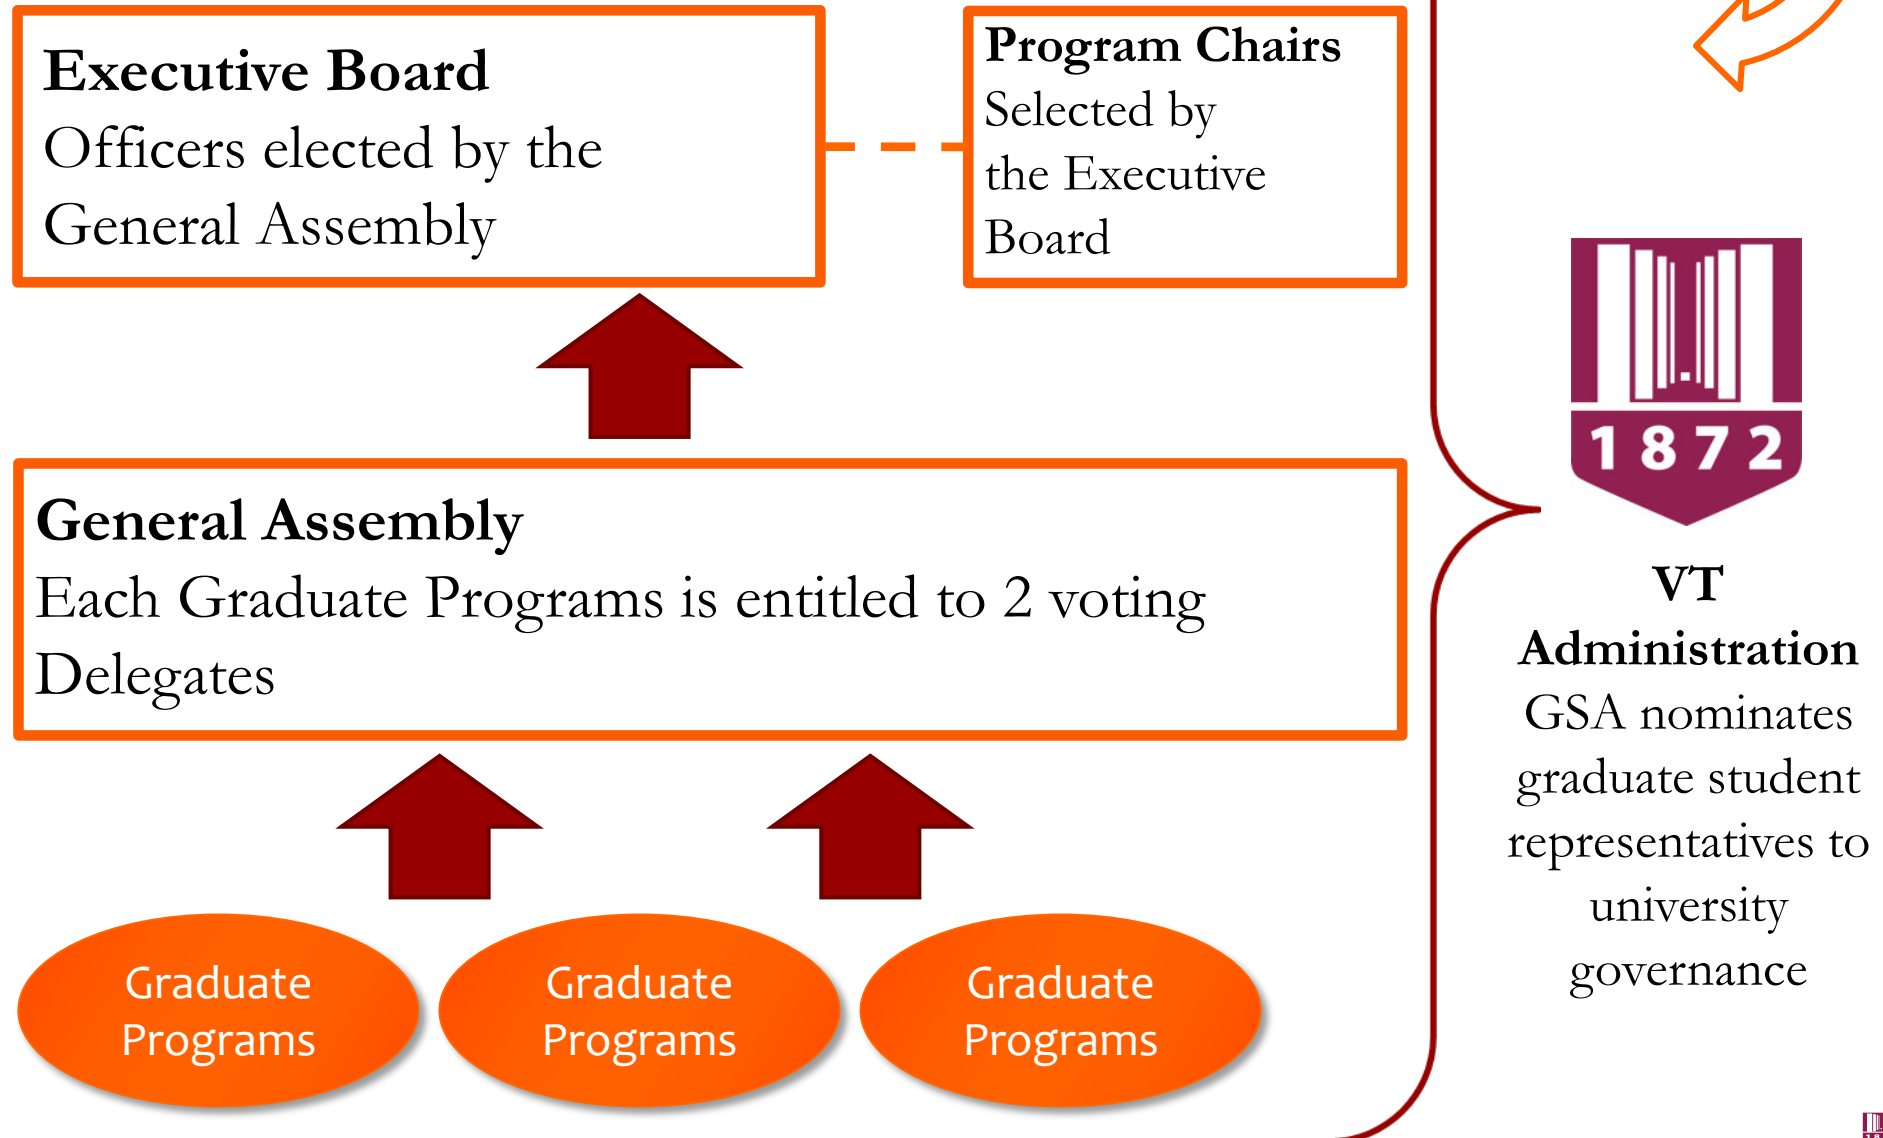 Executive Board
Officers elected by the
General Assembly
Program Chairs
Selected by
the Executive
Board
General Assembly
Each Graduate Programs is entitled to 2 voting
Delegates
Graduate
Programs
Graduate
Programs
Graduate
Programs
1872
VT
Administration
GSA nominates
graduate student
representatives to
university
governance